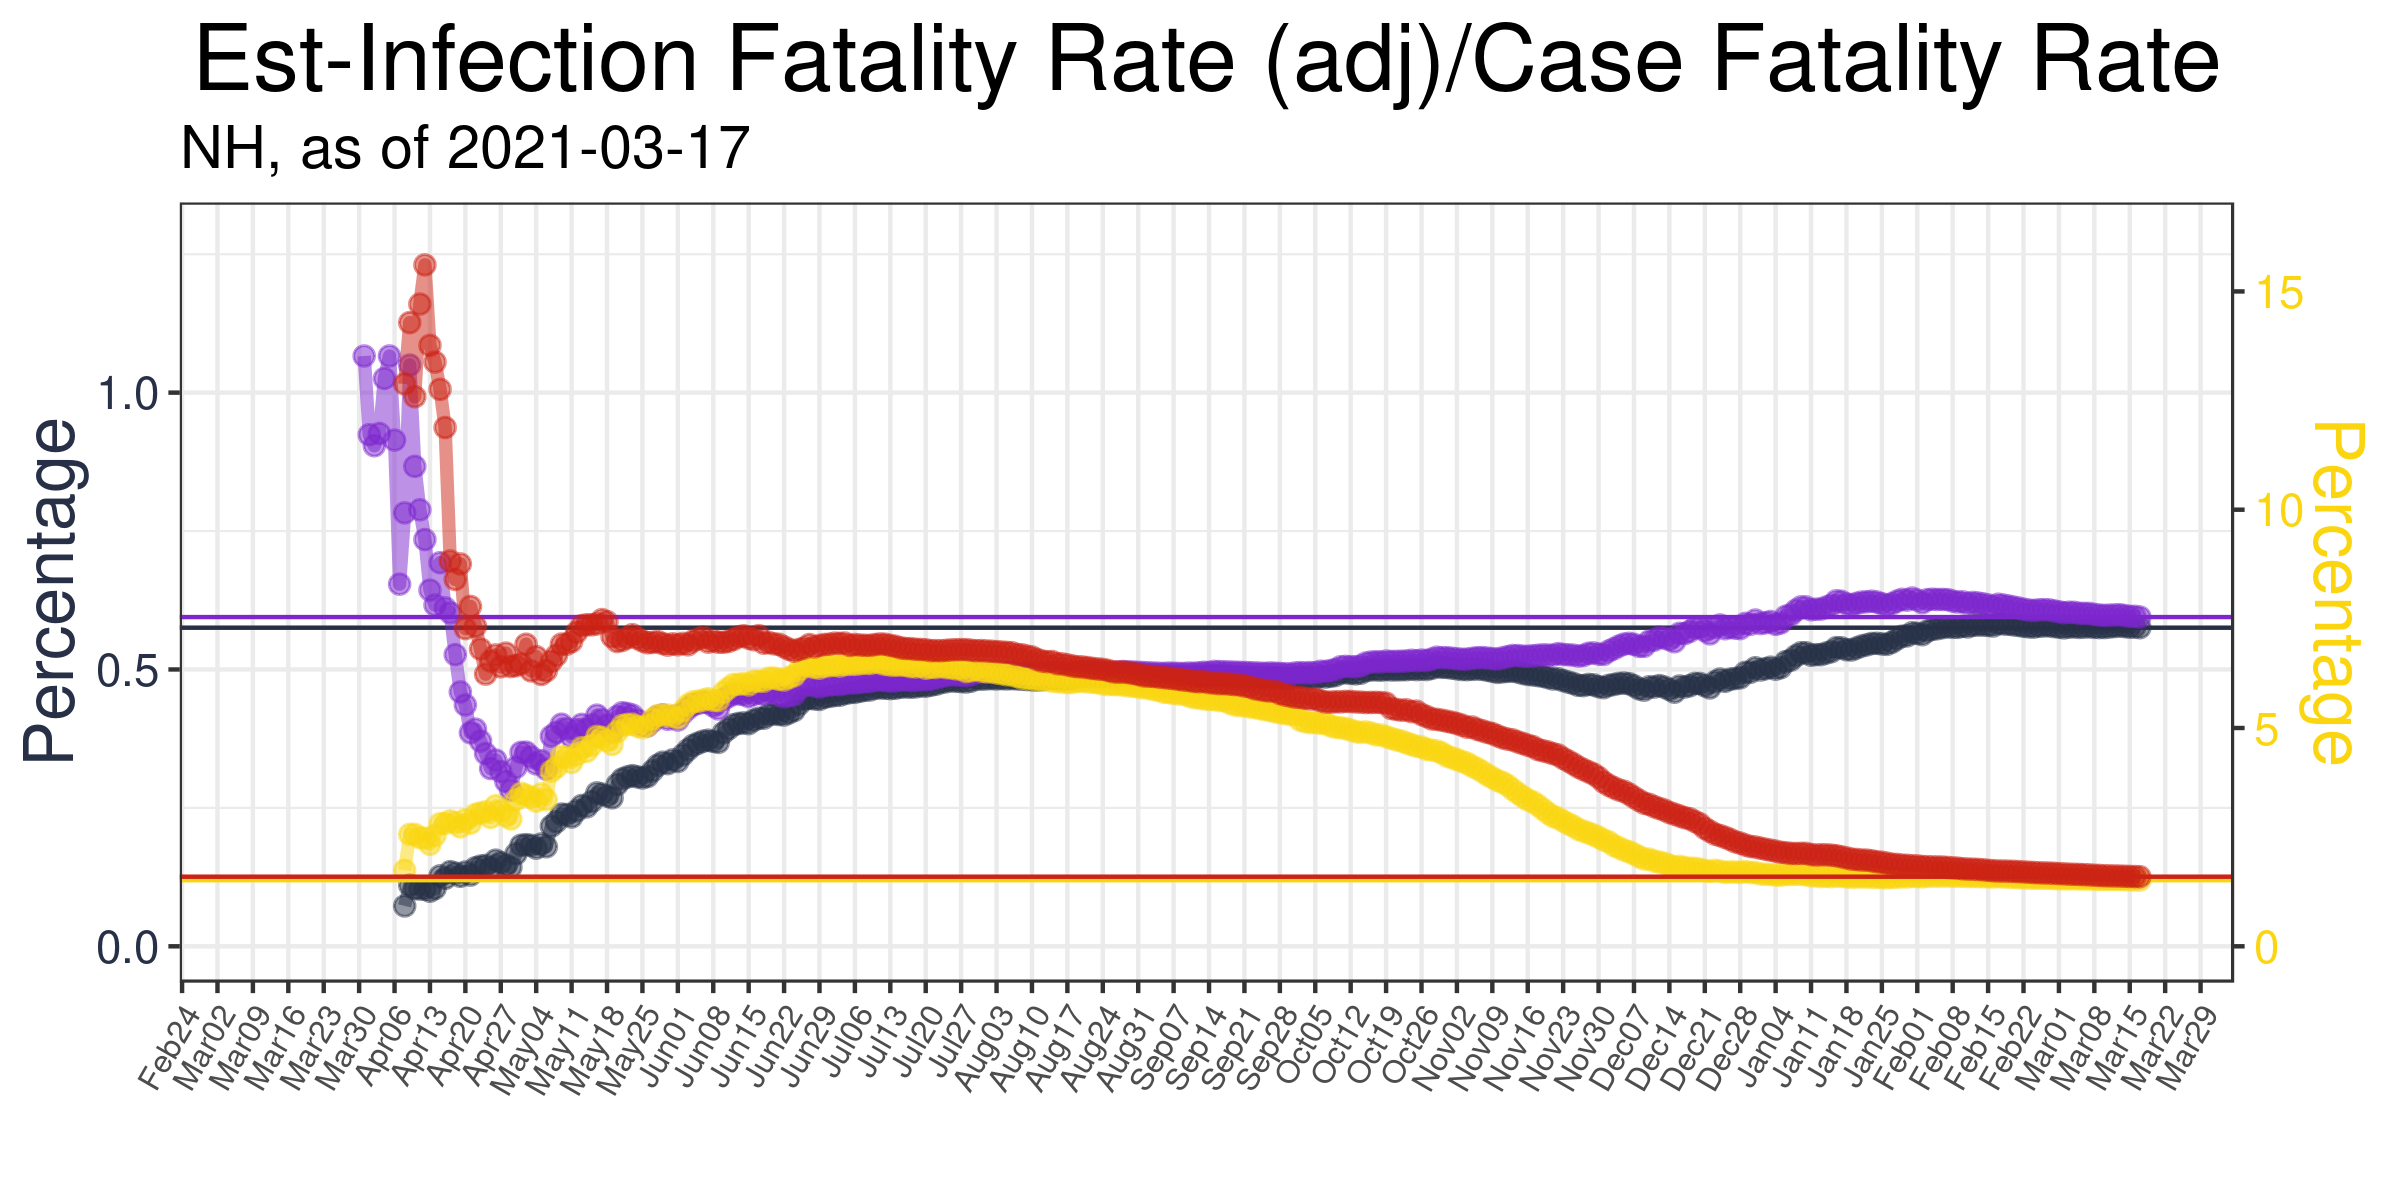 Est-Infection Fatality Rate (adj)/Case Fatality Rate
NH, as of 2021-03-17
Percentage
1.0
0.5
0.0
15
10
5
0
Percentage
Feb24
Mar02
Mar09
Mar16
Mar23
Mar30
Apr06
Apr13
Apr20
Apr27
May04
May11
May18
May25
Jun01
Jun08
Jun15
Jun22
Jun29
Jul06
Jul13
Jul20
Jul27
Aug03
Aug10
Aug17
Aug24
Aug31
Sep07
Sep14
Sep21
Sep28
Oct05
Oct12
Oct19
Oct26
Nov02
Nov09
Nov16
Nov23
Nov30
Dec07
Dec14
Dec21
Dec28
Jan04
Jan11
Jan18
Jan25
Feb01
Feb08
Feb15
Feb22
Mar01
Mar08
Mar15
Mar22
Mar29